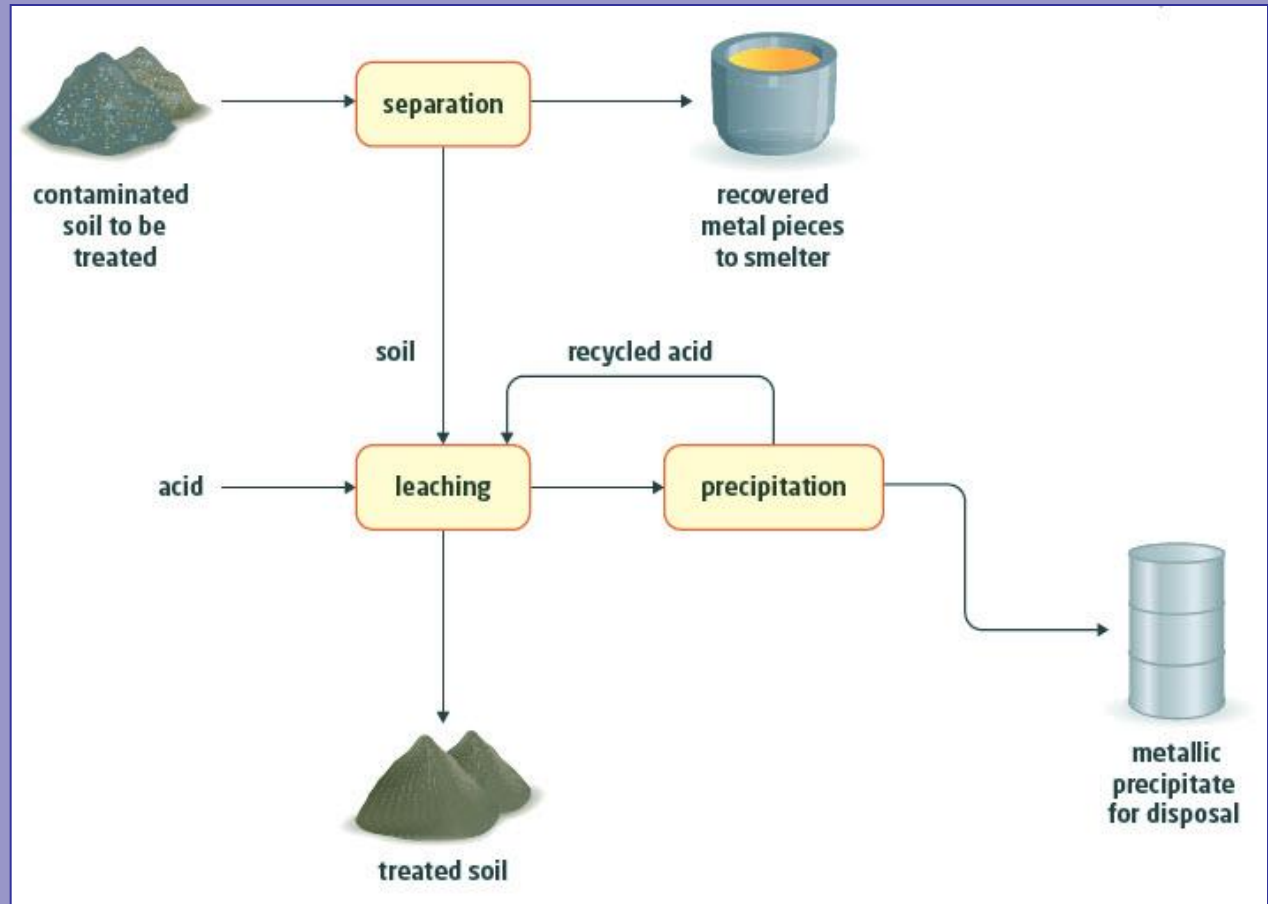 separation
contaminated
soil to be
treated
recovered
metal pieces
to smelter
soil
recycled acid
acid
leaching
precipitation
metallic
precipitate
for disposal
treated soil